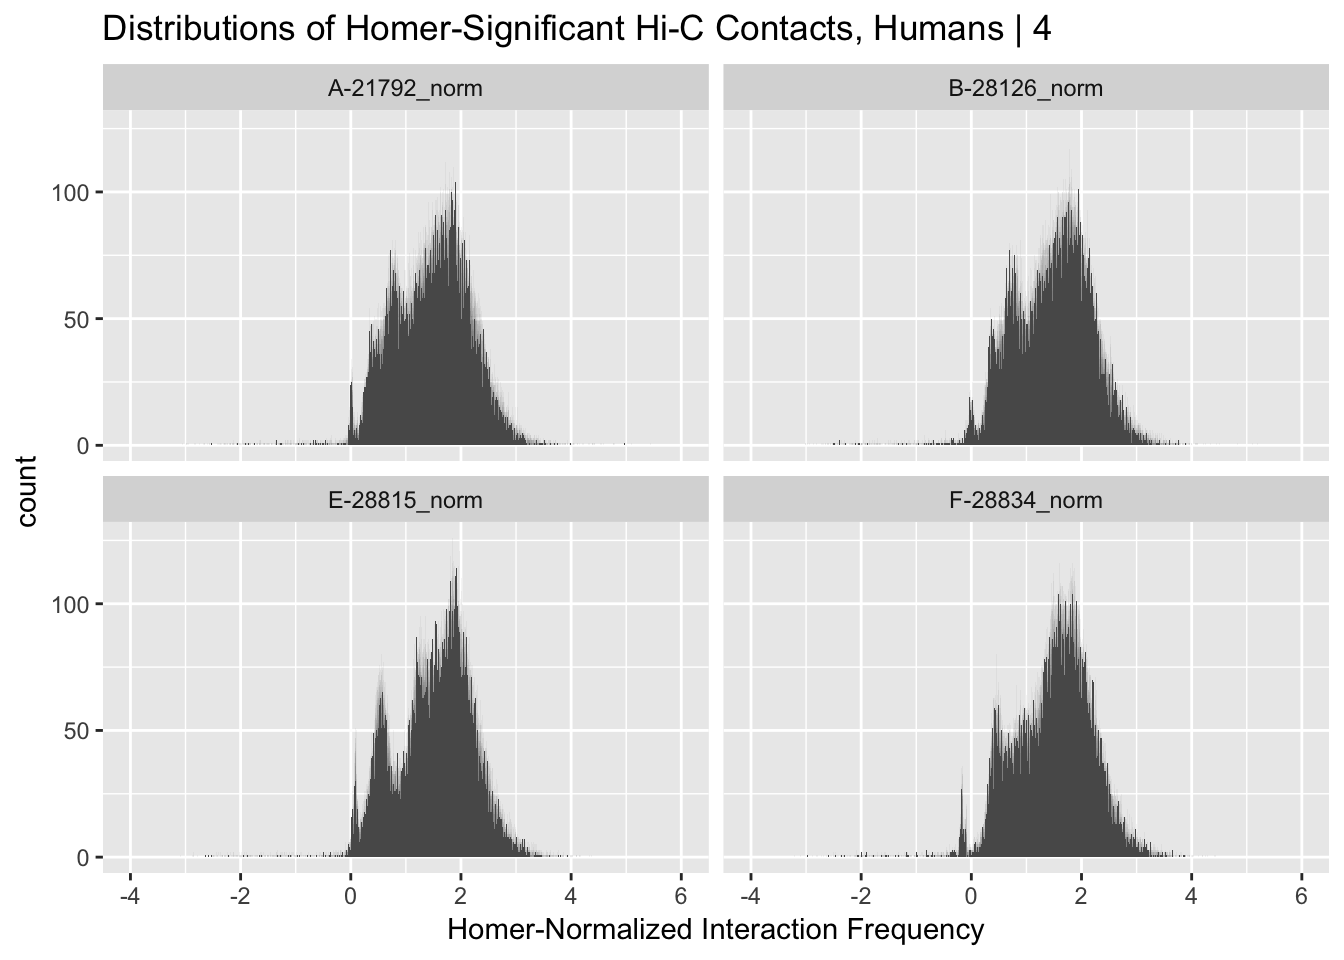 Distributions of Homer-Significant Hi-C Contacts, Humans | 4
A-21792_norm
B-28126_norm
100
50
0
E-28815_norm
F-28834_norm
100
50
0
-4 -2 0 2 4 6
-4 -2 0 2 4 6
count
Homer-Normalized Interaction Frequency